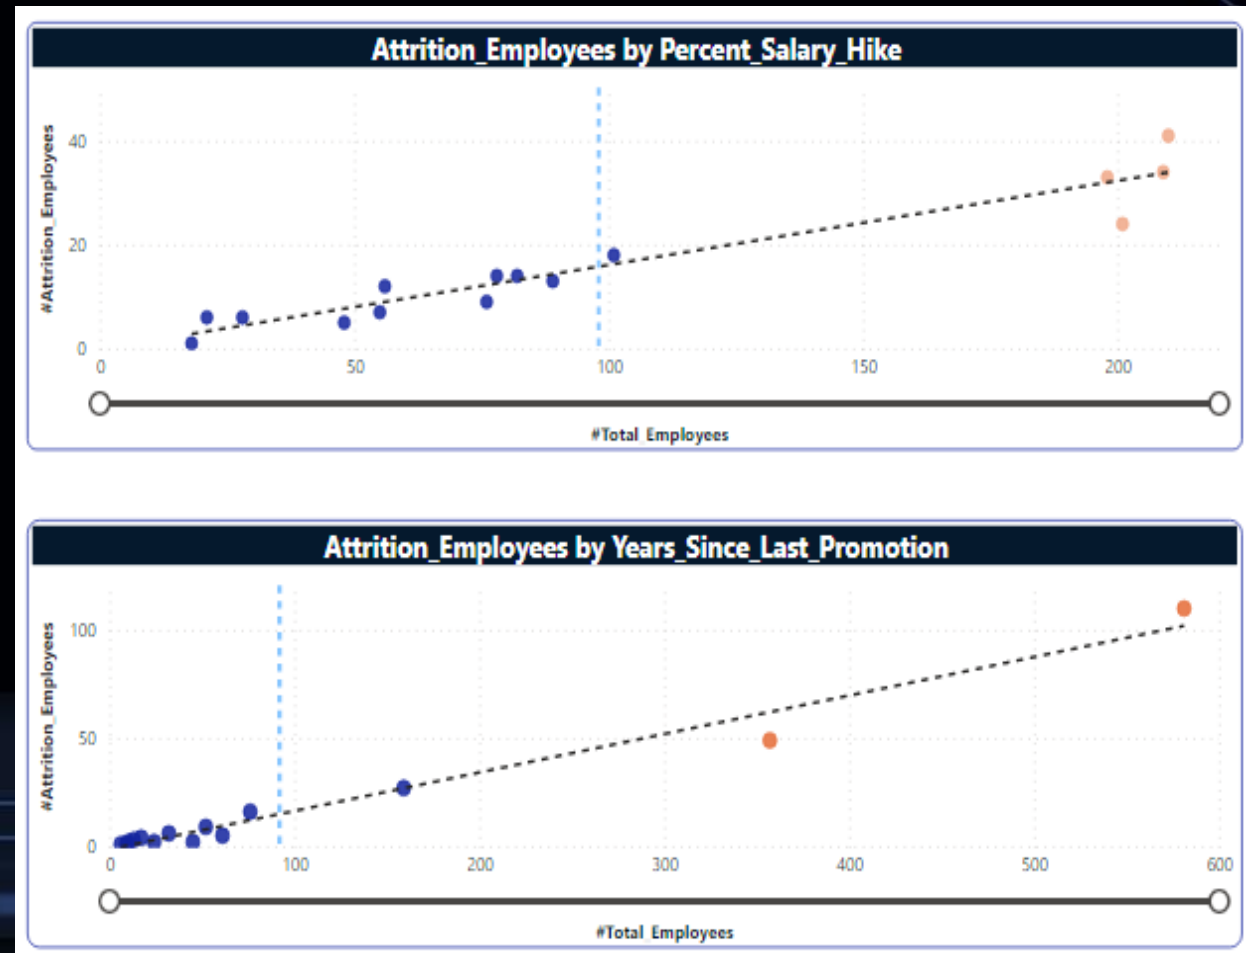 Attrition_Employees by Percent_Salary_Hike
#Attrition_Employees
40
20
0
0 50 100 150 200
#Total_Employees
Attrition_Employees by Years_Since_Last_Promotion
#Attrition_Employees
100
50
0
0 100 200 300 400 500 600
#Total_Employees